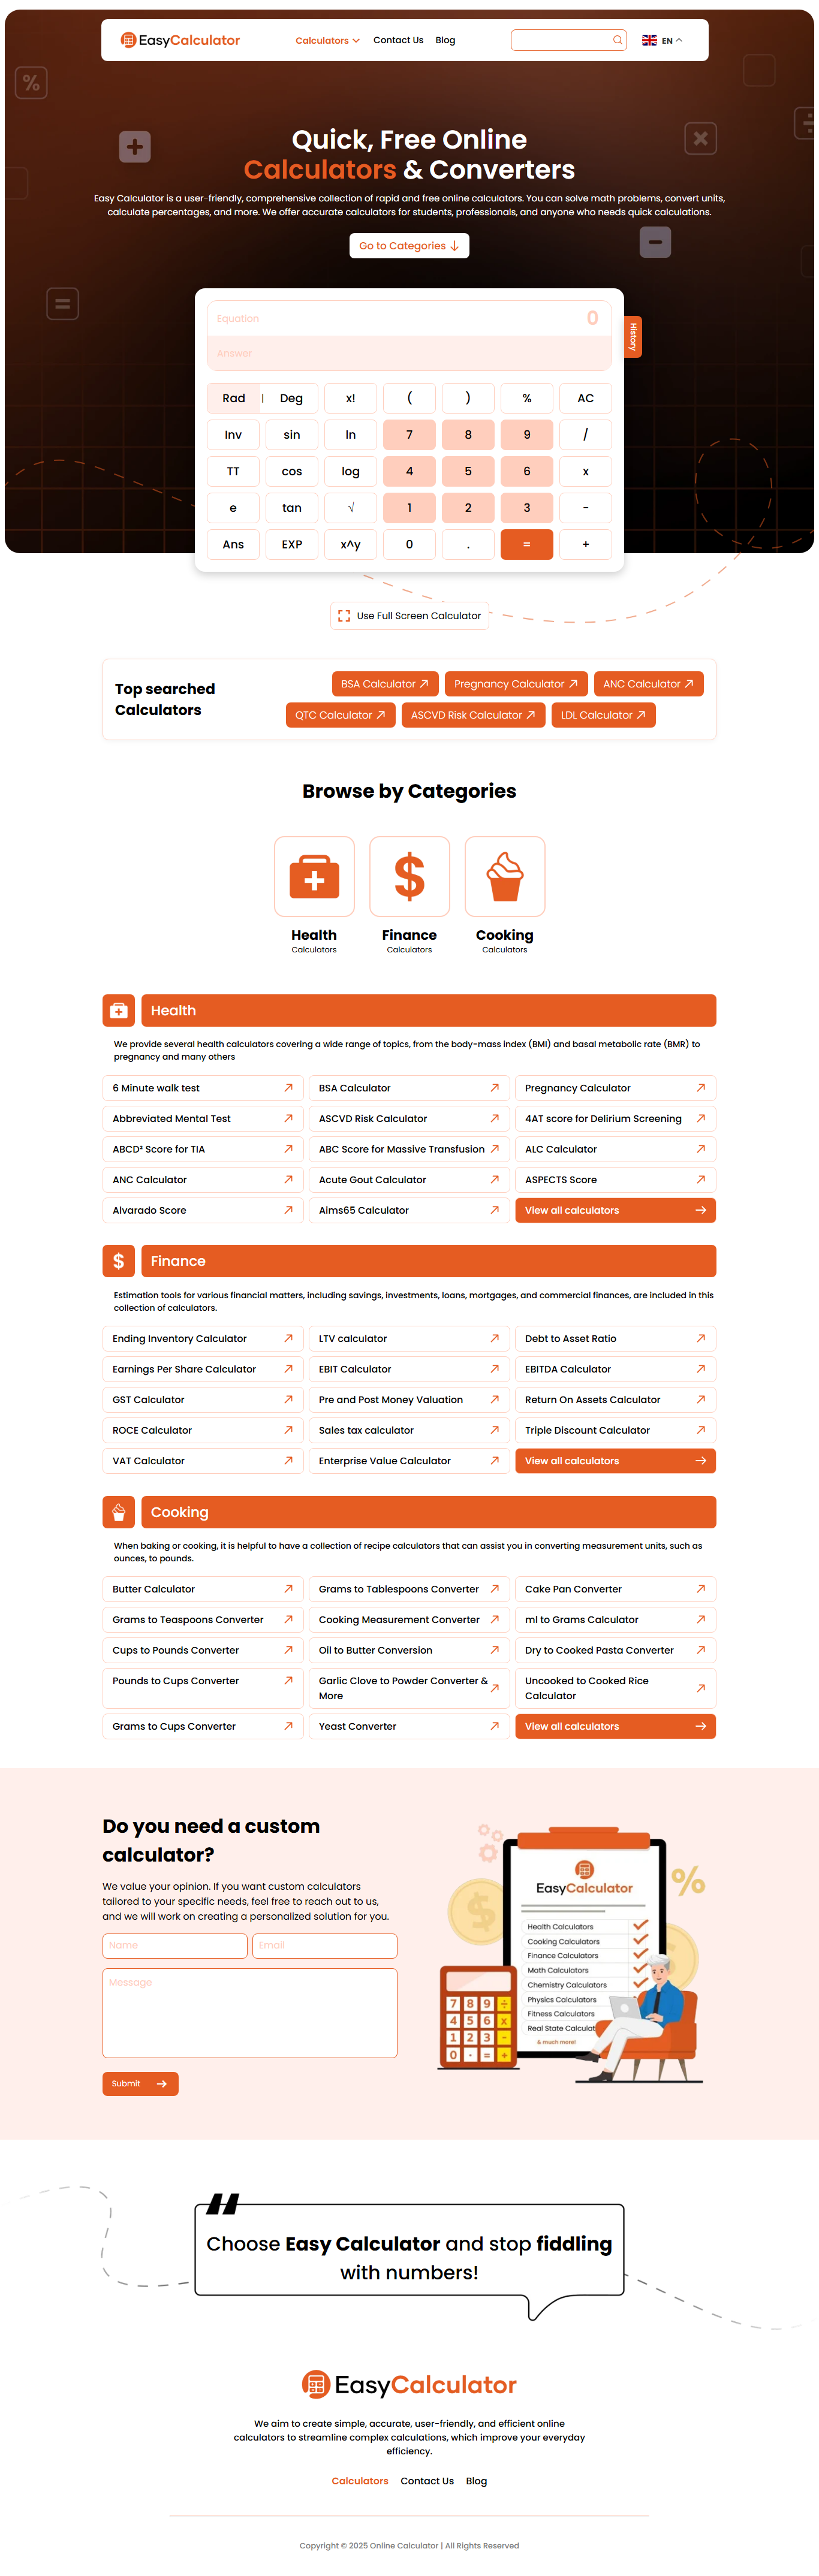 EasyCalculator
Calculators Contact Us Blog
EN
Quick, Free Online
Calculators & Converters
Easy Calculator is a user-friendly, comprehensive collection of rapid and free online calculators. You can solve math problems, convert units,
calculate percentages, and more. We offer accurate calculators for students, professionals, and anyone who needs quick calculations.
Go to Categories
Equation 0
Answer
History
Rad | Deg x! ( ) % AC
Inv sin ln 7 8 9 /
TT cos log 4 5 6 x
e tan √ 1 2 3 -
Ans EXP x^y 0 . = +
Use Full Screen Calculator
Top searched
Calculators
BSA Calculator Pregnancy Calculator ANC Calculator
QTC Calculator ASCVD Risk Calculator LDL Calculator
Browse by Categories
Health Finance Cooking
Calculators Calculators Calculators
Health
We provide several health calculators covering a wide range of topics, from the body-mass index (BMI) and basal metabolic rate (BMR) to
pregnancy and many others
6 Minute walk test BSA Calculator Pregnancy Calculator
Abbreviated Mental Test ASCVD Risk Calculator 4AT score for Delirium Screening
ABCD² Score for TIA ABC Score for Massive Transfusion ALC Calculator
ANC Calculator Acute Gout Calculator ASPECTS Score
Alvarado Score Aims65 Calculator View all calculators
$ Finance
Estimation tools for various financial matters, including savings, investments, loans, mortgages, and commercial finances, are included in this
collection of calculators.
Ending Inventory Calculator LTV calculator Debt to Asset Ratio
Earnings Per Share Calculator EBIT Calculator EBITDA Calculator
GST Calculator Pre and Post Money Valuation Return On Assets Calculator
ROCE Calculator Sales tax calculator Triple Discount Calculator
VAT Calculator Enterprise Value Calculator View all calculators
Cooking
When baking or cooking, it is helpful to have a collection of recipe calculators that can assist you in converting measurement units, such as
ounces, to pounds.
Butter Calculator Grams to Tablespoons Converter Cake Pan Converter
Grams to Teaspoons Converter Cooking Measurement Converter ml to Grams Calculator
Cups to Pounds Converter Oil to Butter Conversion Dry to Cooked Pasta Converter
Pounds to Cups Converter Garlic Clove to Powder Converter & More Uncooked to Cooked Rice Calculator
Grams to Cups Converter Yeast Converter View all calculators
Do you need a custom
calculator?
We value your opinion. If you want custom calculators
tailored to your specific needs, feel free to reach out to us,
and we will work on creating a personalized solution for you.
Name Email
Message
Submit
EasyCalculator
%
Health Calculators
Cooking Calculators
Finance Calculators
Math Calculators
Chemistry Calculators
Physics Calculators
Fitness Calculators
Real State Calculat
& much more!
7 8 9 ÷
4 5 6 x
1 2 3 -
0 . = +
Choose Easy Calculator and stop fiddling
with numbers!
EasyCalculator
We aim to create simple, accurate, user-friendly, and efficient online
calculators to streamline complex calculations, which improve your everyday
efficiency.
Calculators Contact Us Blog
Copyright © 2025 Online Calculator | All Rights Reserved